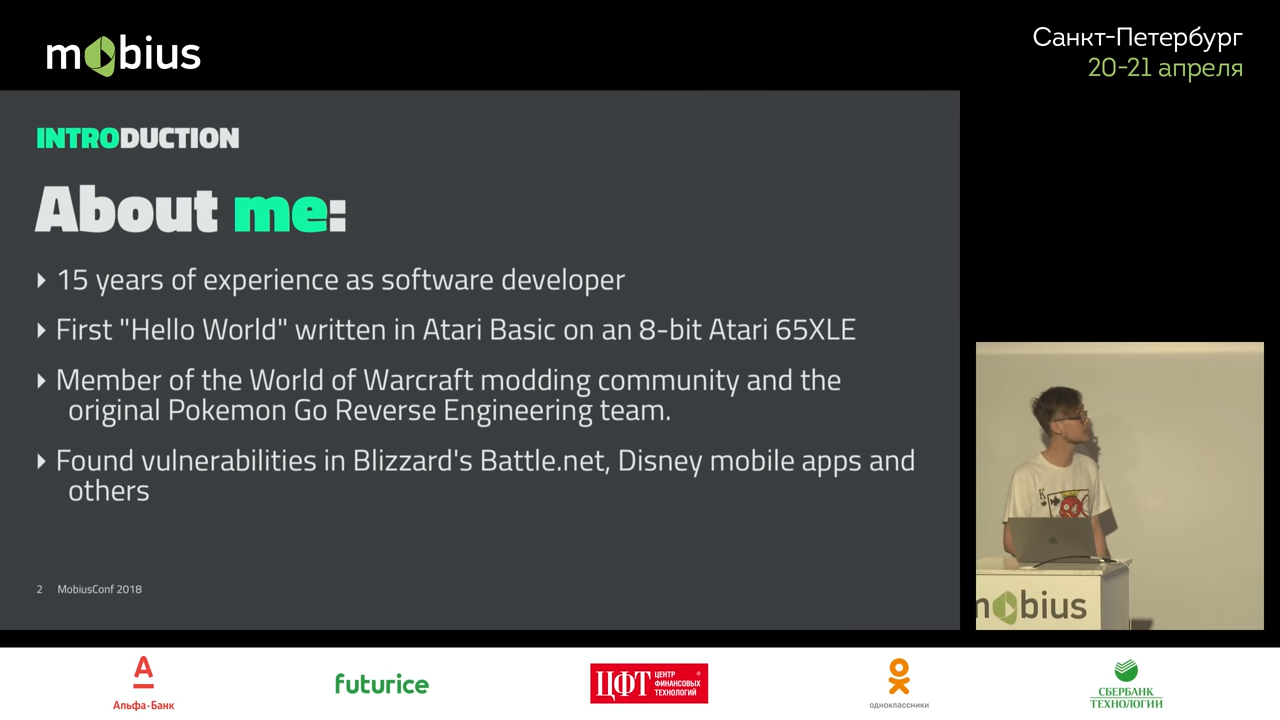 mobius
Санкт-Петербург
20-21 апреля
INTRODUCTION
About me:
15 years of experience as software developer
First "Hello World" written in Atari Basic on an 8-bit Atari 65XLE
Member of the World of Warcraft modding community and the
original Pokemon Go Reverse Engineering team.
Found vulnerabilities in Blizzard's Battle.net, Disney mobile apps and
others
2 MobiusConf 2018
K
mobius
Альфа·Банк
futurice
ЦФТ
ЦЕНТР
ФИНАНСОВЫХ
ТЕХНОЛОГИЙ
®
одноклассники
СБЕРБАНК
ТЕХНОЛОГИИ